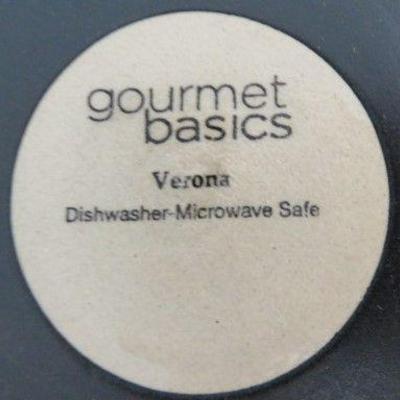 gourmet
basics
Verona
Dishwasher-Microwave Safe